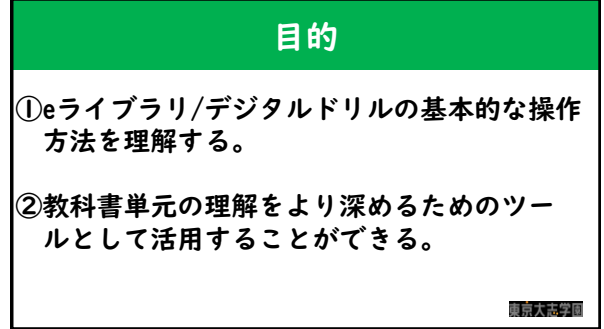 目的
①eライブラリ/デジタルドリルの基本的な操作
方法を理解する。
②教科書単元の理解をより深めるためのツー
ルとして活用することができる。
東京大志学園